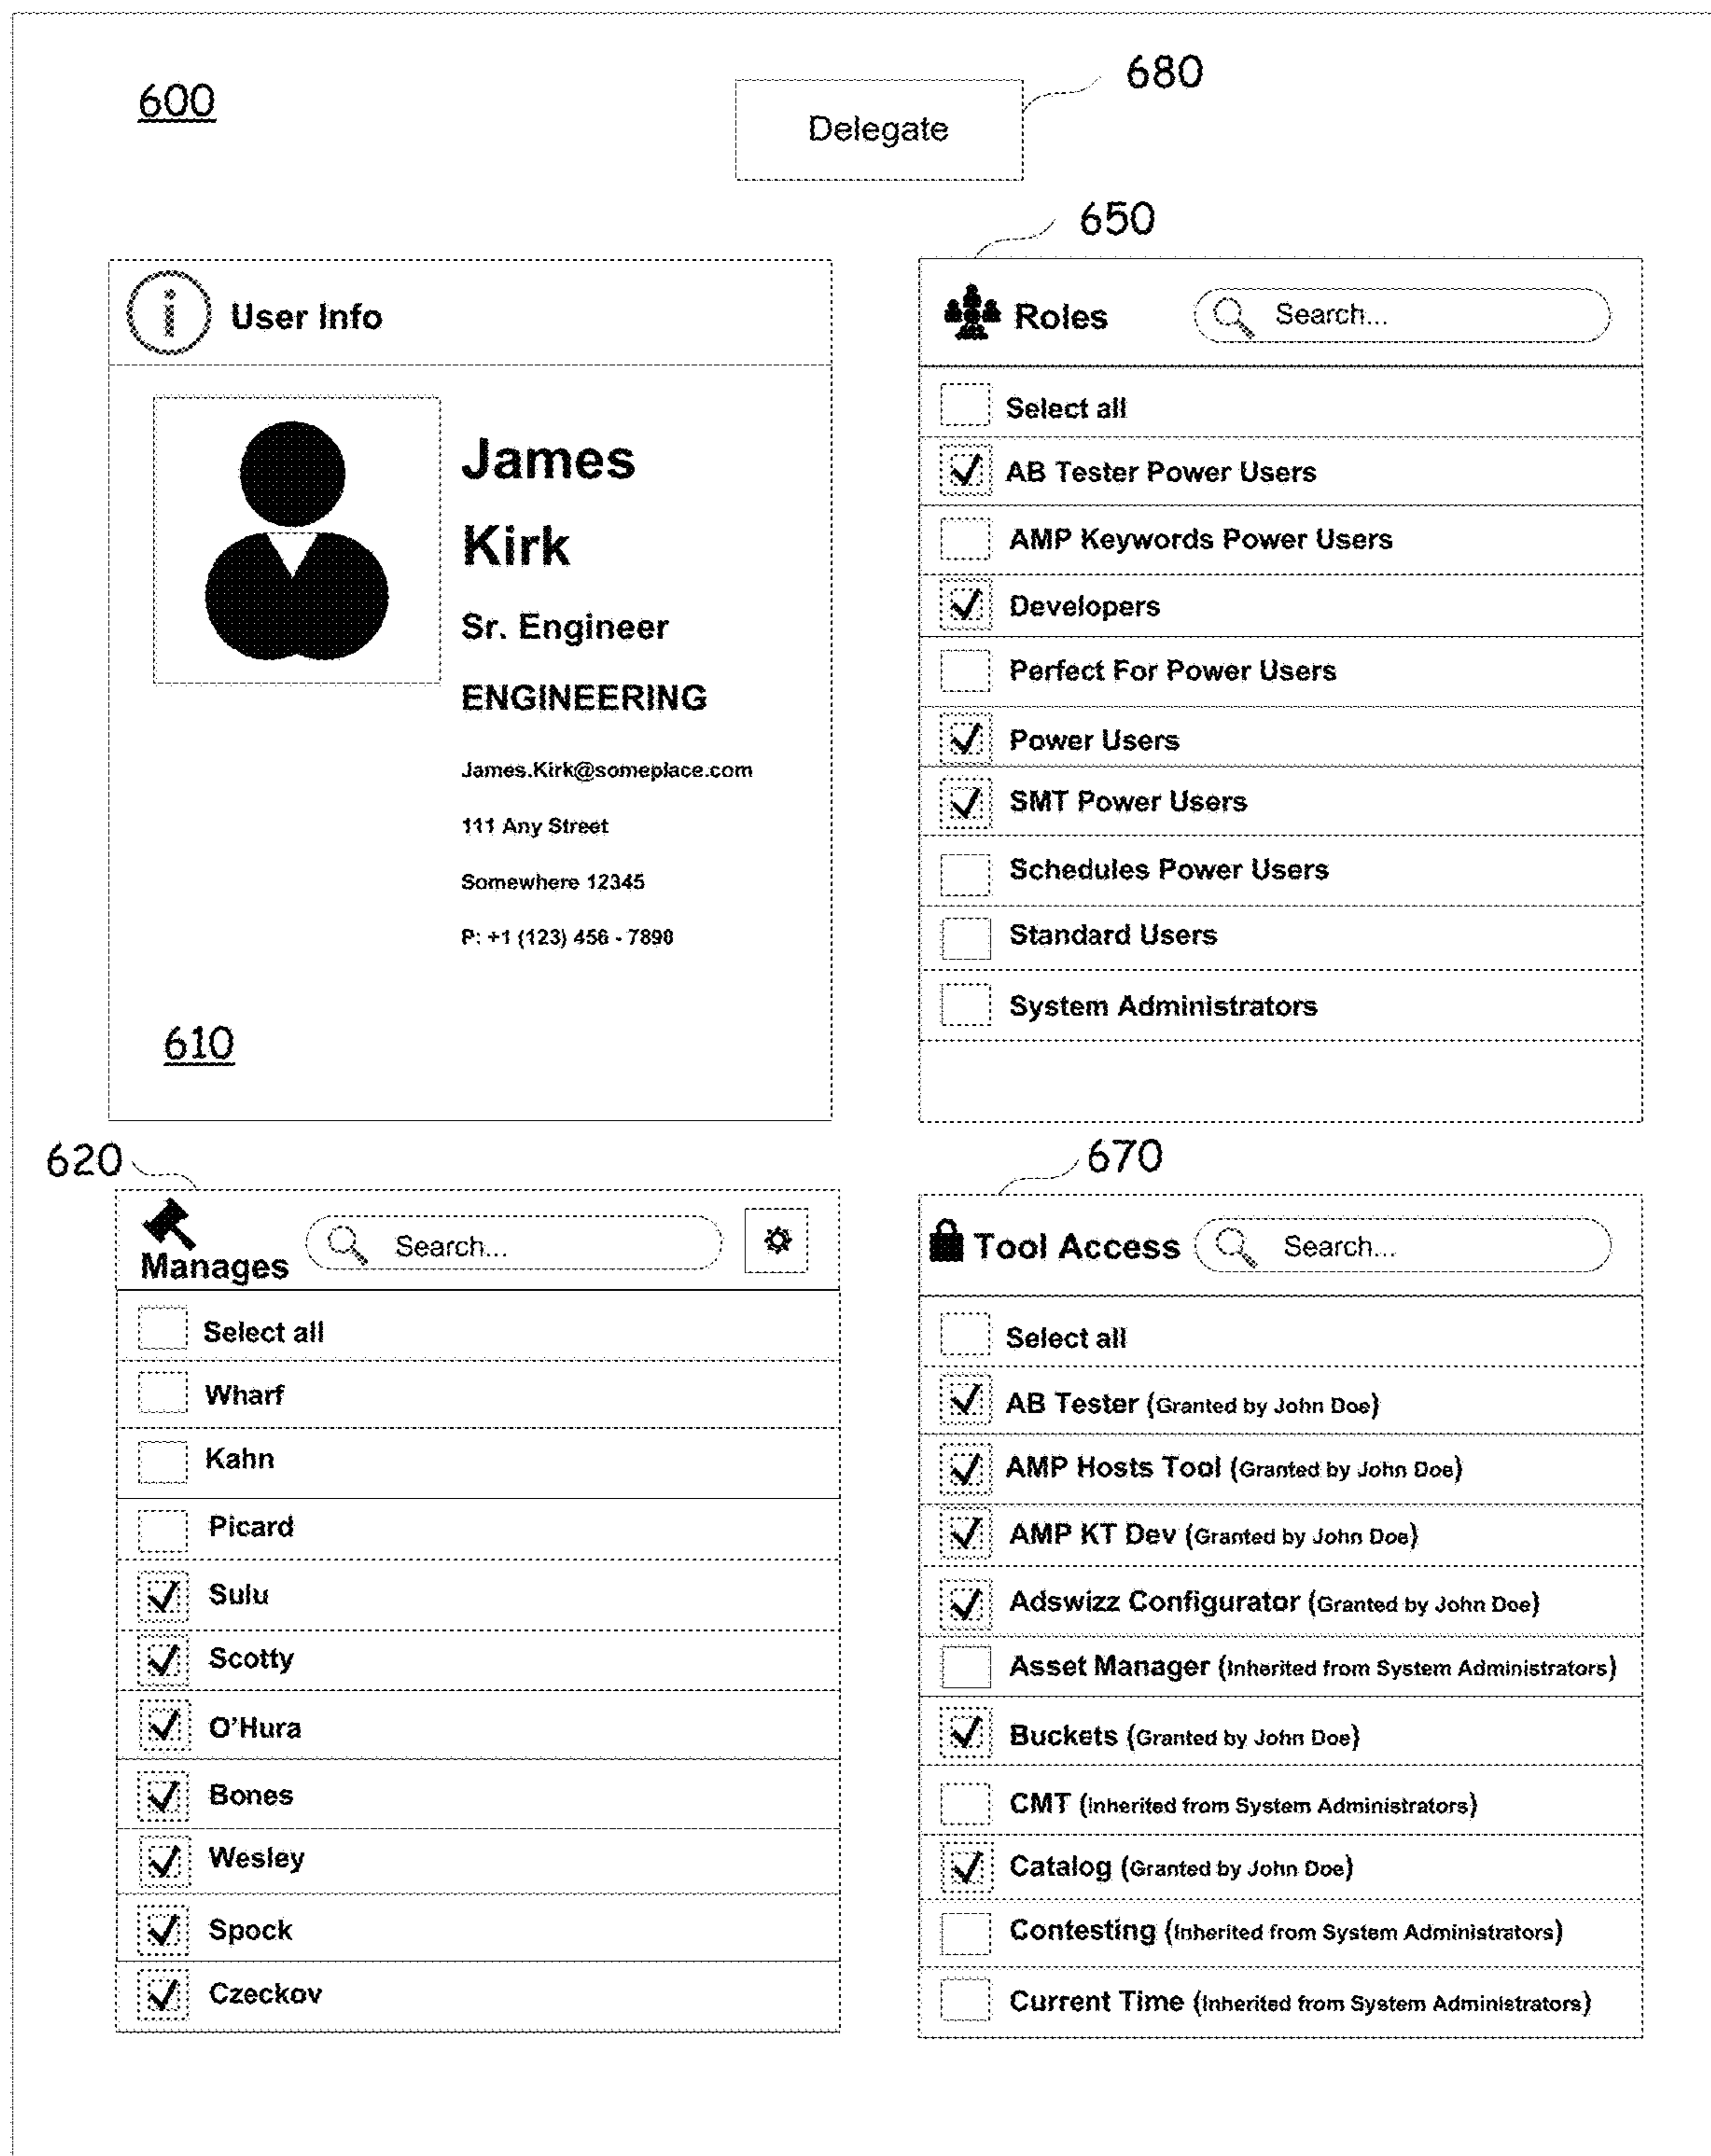 600
680
Delegate
650
User Info
James
Kirk
Sr. Engineer
ENGINEERING
James.Kirk@someplace.com
111 Any Street
Somewhere 12345
P: +1 (123) 456 - 7890
610
Roles
Search...
Select all
AB Tester Power Users
AMP Keywords Power Users
Developers
Perfect For Power Users
Power Users
SMT Power Users
Schedules Power Users
Standard Users
System Administrators
620
Manages
Search...
Select all
Wharf
Kahn
Picard
Sulu
Scotty
O'Hura
Bones
Wesley
Spock
Czeckov
670
Tool Access
Search...
Select all
AB Tester (Granted by John Doe)
AMP Hosts Tool (Granted by John Doe)
AMP KT Dev (Granted by John Doe)
Adswizz Configurator (Granted by John Doe)
Asset Manager (Inherited from System Administrators)
Buckets (Granted by John Doe)
CMT (Inherited from System Administrators)
Catalog (Granted by John Doe)
Contesting (Inherited from System Administrators)
Current Time (Inherited from System Administrators)